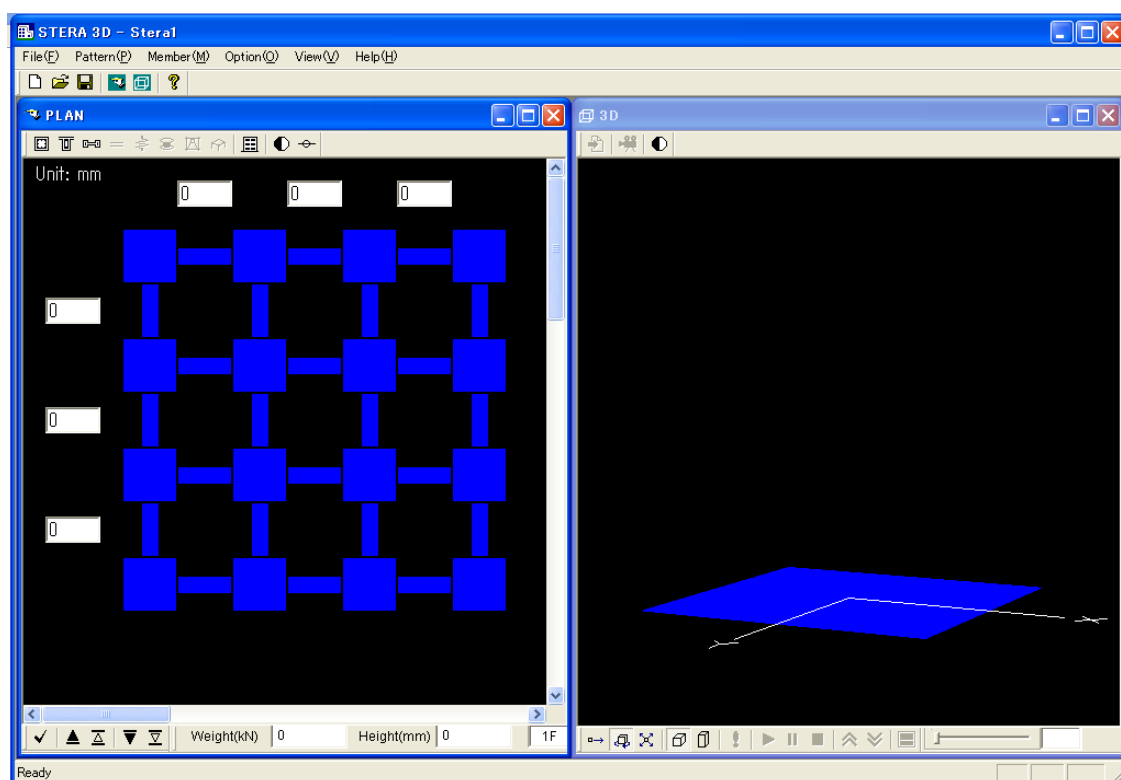 STERA 3D - Stera1
File(F) Pattern(P) Member(M) Option(O) View(V) Help(H)
PLAN
3D
Unit: mm
0 0 0
0
0
0
Y X
Weight(kN) 0 Height(mm) 0 1F
Ready